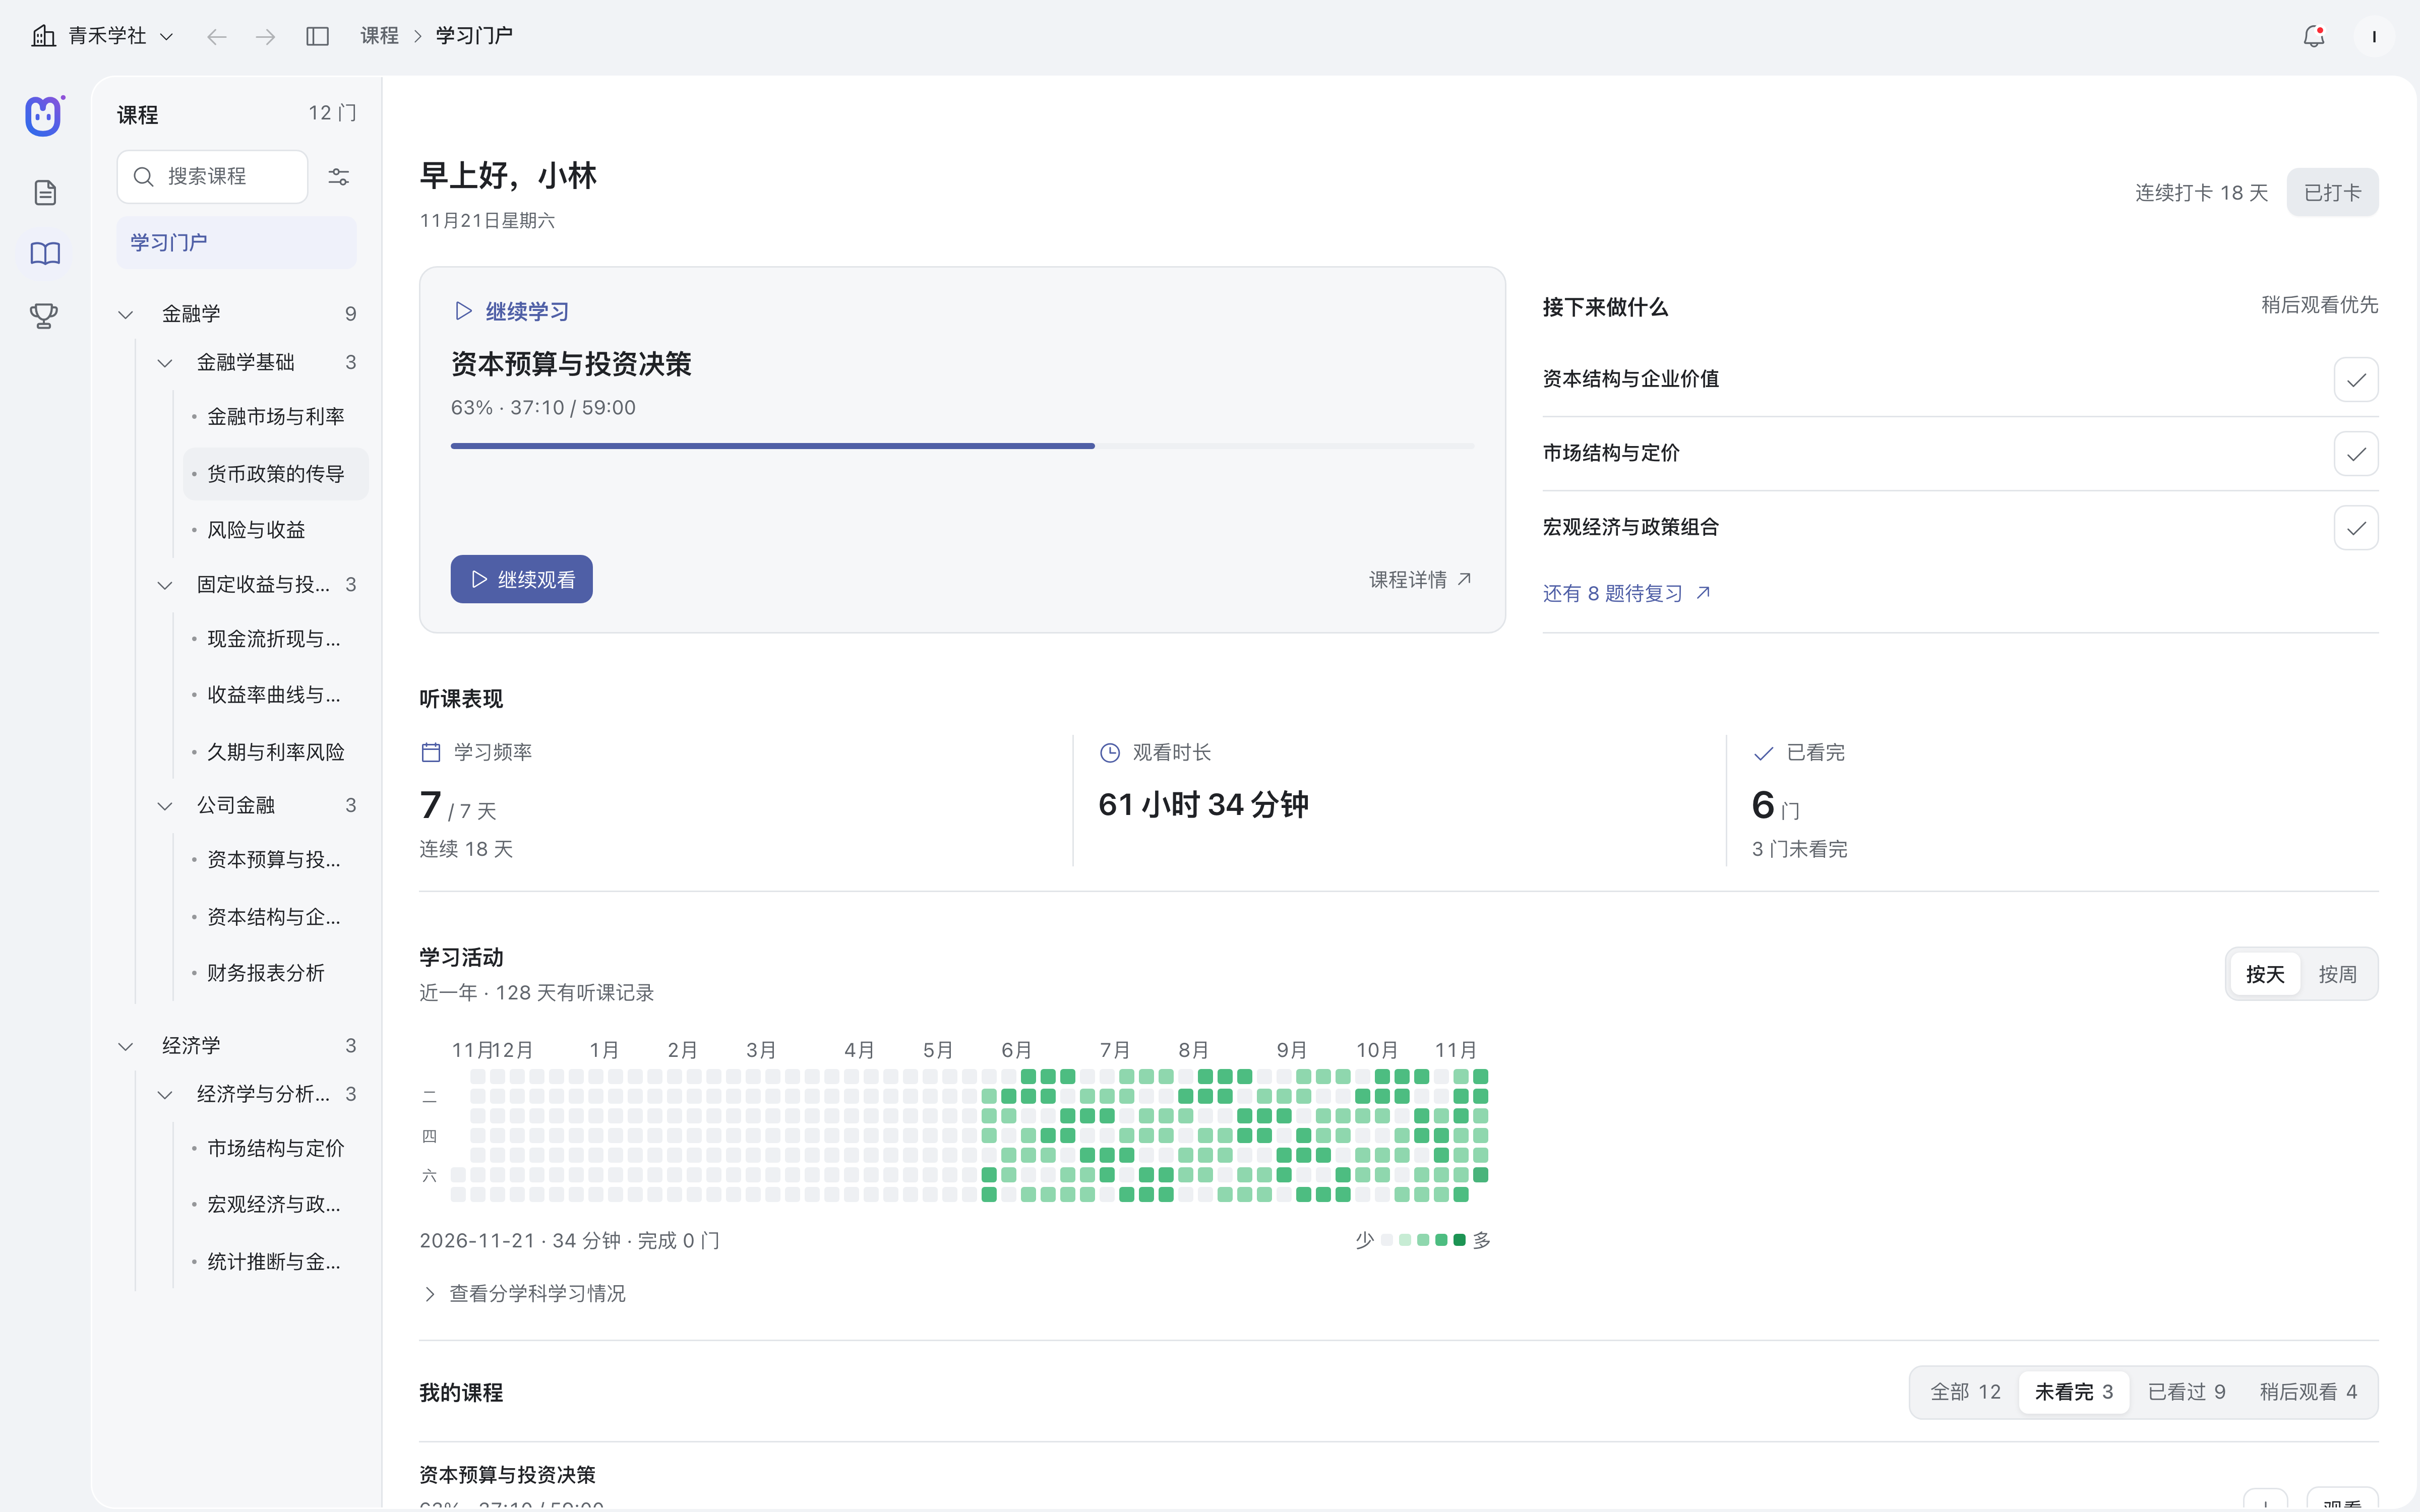 青禾学社
课程 > 学习门户
I
课程
12 门
搜索课程
学习门户
金融学 9
金融学基础 3
金融市场与利率
货币政策的传导
风险与收益
固定收益与投... 3
现金流折现与...
收益率曲线与...
久期与利率风险
公司金融 3
资本预算与投...
资本结构与企...
财务报表分析
经济学 3
经济学与分析... 3
市场结构与定价
宏观经济与政...
统计推断与金...
早上好，小林
11月21日星期六
连续打卡 18 天
已打卡
继续学习
资本预算与投资决策
63% · 37:10 / 59:00
继续观看
课程详情
接下来做什么
稍后观看优先
资本结构与企业价值
市场结构与定价
宏观经济与政策组合
还有 8 题待复习
听课表现
学习频率
7 / 7 天
连续 18 天
观看时长
61 小时 34 分钟
已看完
6 门
3 门未看完
学习活动
近一年 · 128 天有听课记录
按天 按周
11月 12月 1月 2月 3月 4月 5月 6月 7月 8月 9月 10月 11月
二
四
六
2026-11-21 · 34 分钟 · 完成 0 门
少 多
查看分学科学习情况
我的课程
全部 12 未看完 3 已看过 9 稍后观看 4
资本预算与投资决策
63% · 37:10 / 59:00
观看